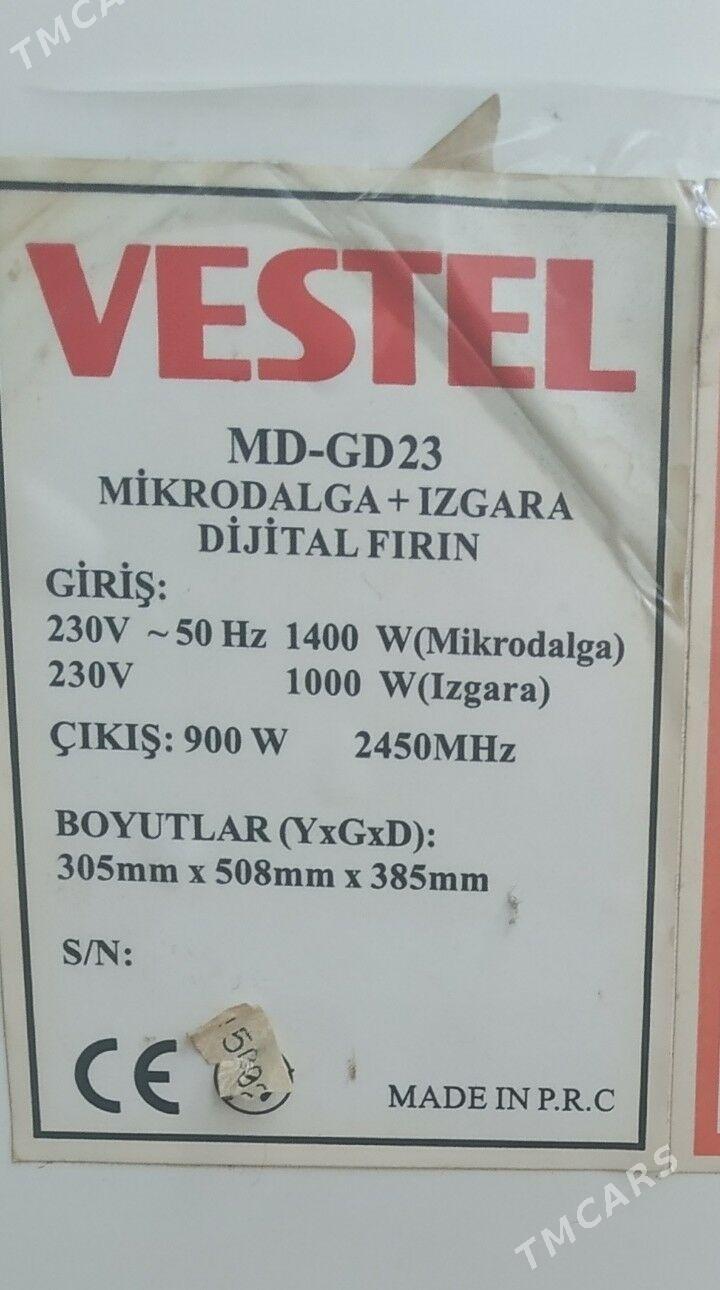 TMCA
VESTEL
MD-GD23
MİKRODALGA + IZGARA
DİJİTAL FIRIN
GİRİŞ:
230V ~ 50 Hz 1400 W(Mikrodalga)
230V 1000 W(Izgara)
ÇIKIŞ: 900 W 2450MHz
BOYUTLAR (YxGxD):
305mm x 508mm x 385mm
S/N:
CE
MADE IN P.R.C
TMCARS